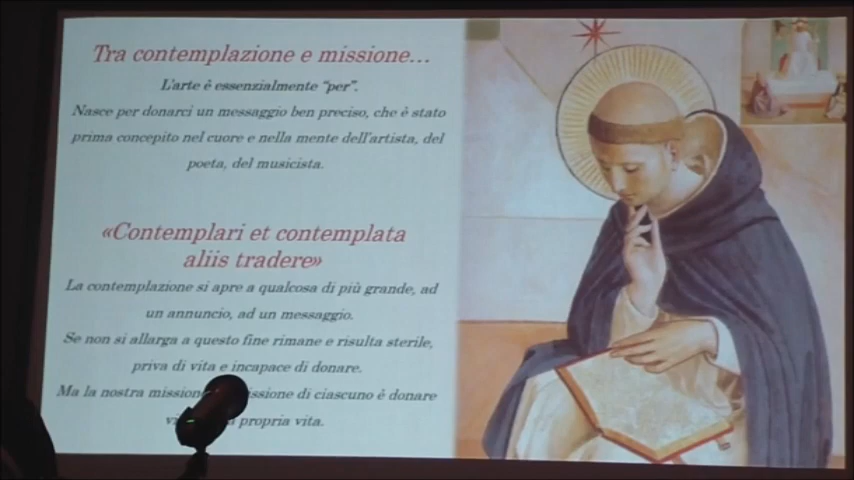 Tra contemplazione e missione...
L'arte è essenzialmente "per".
Nasce per donarci un messaggio ben preciso, che è stato
prima concepito nel cuore e nella mente dell'artista, del
poeta, del musicista.
«Contemplari et contemplata
aliis tradere»
La contemplazione si apre a qualcosa di più grande, ad
un annuncio, ad un messaggio.
Se non si allarga a questo fine rimane e risulta sterile,
priva di vita e incapace di donare.
Ma la nostra di ciascuno è donare
propria vita.